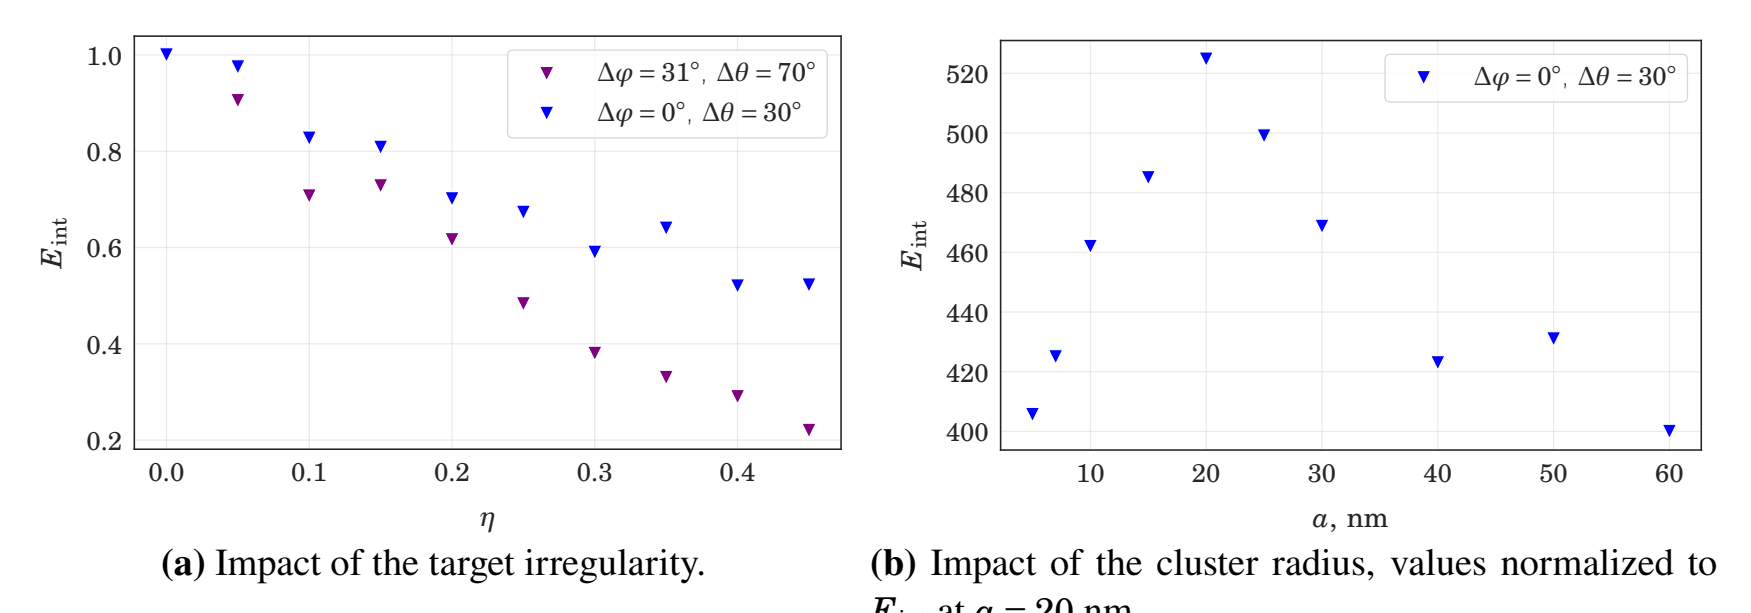 1.0
0.8
0.6
0.4
0.2
E_int
Δφ = 31°, Δθ = 70°
Δφ = 0°, Δθ = 30°
0.0 0.1 0.2 0.3 0.4
η
(a) Impact of the target irregularity.
520
500
480
460
440
420
400
E_int
Δφ = 0°, Δθ = 30°
10 20 30 40 50 60
a, nm
(b) Impact of the cluster radius, values normalized to
at a = 20 nm